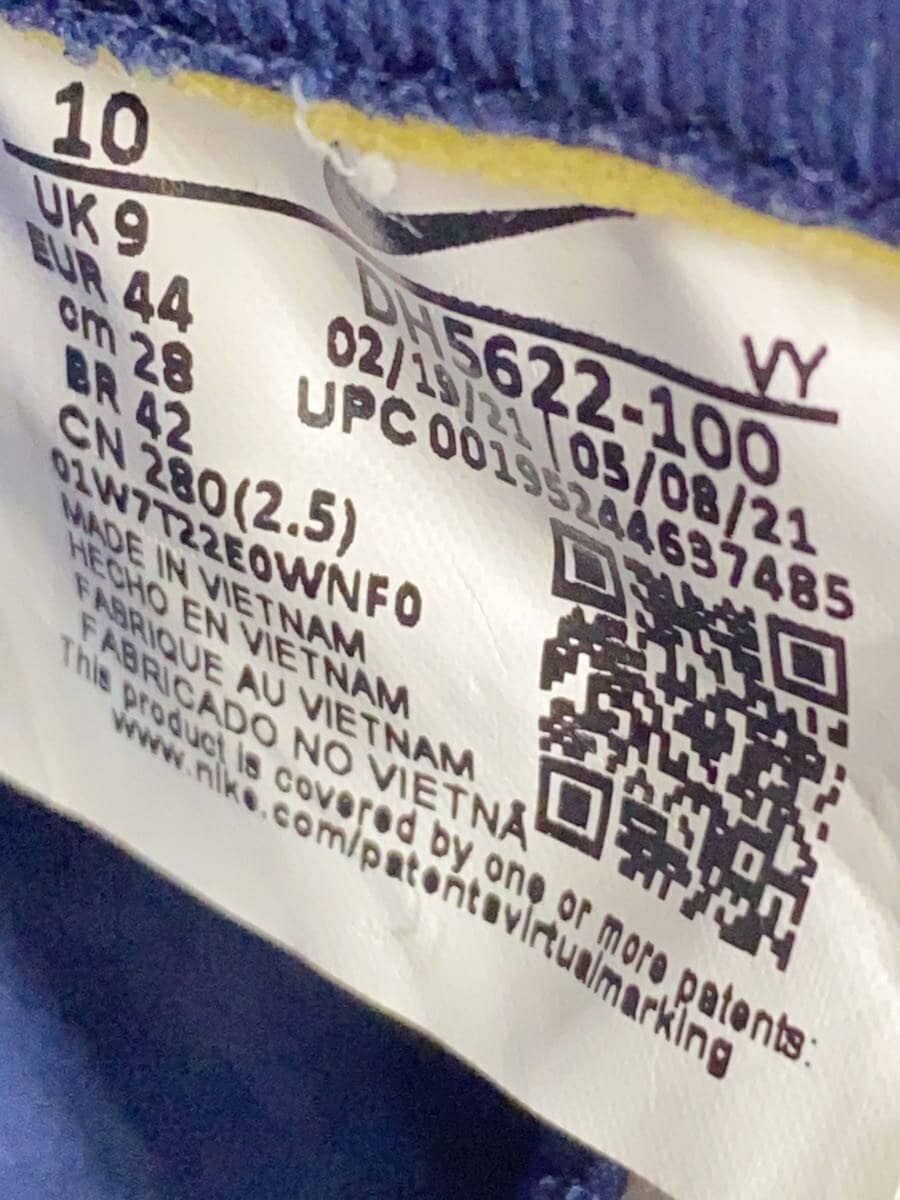 10
UK 9
EUR 44
cm 28
BR 42
CN 280(2.5)
01W7T22E0WNF0
VY
DH5622-100
02/19/21 05/08/21
UPC 00195244637485
MADE IN VIETNAM
HECHO EN VIETNAM
FABRIQUE AU VIETNAM
FABRICADO NO VIETNÃ
This product is covered by one or more patents:
www.nike.com/patentsvirtualmarking